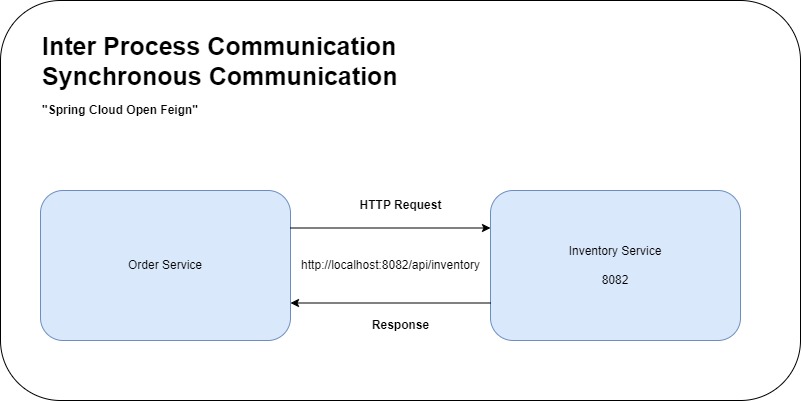 Inter Process Communication
Synchronous Communication
"Spring Cloud Open Feign"
HTTP Request
Order Service
http://localhost:8082/api/inventory
Inventory Service
8082
Response